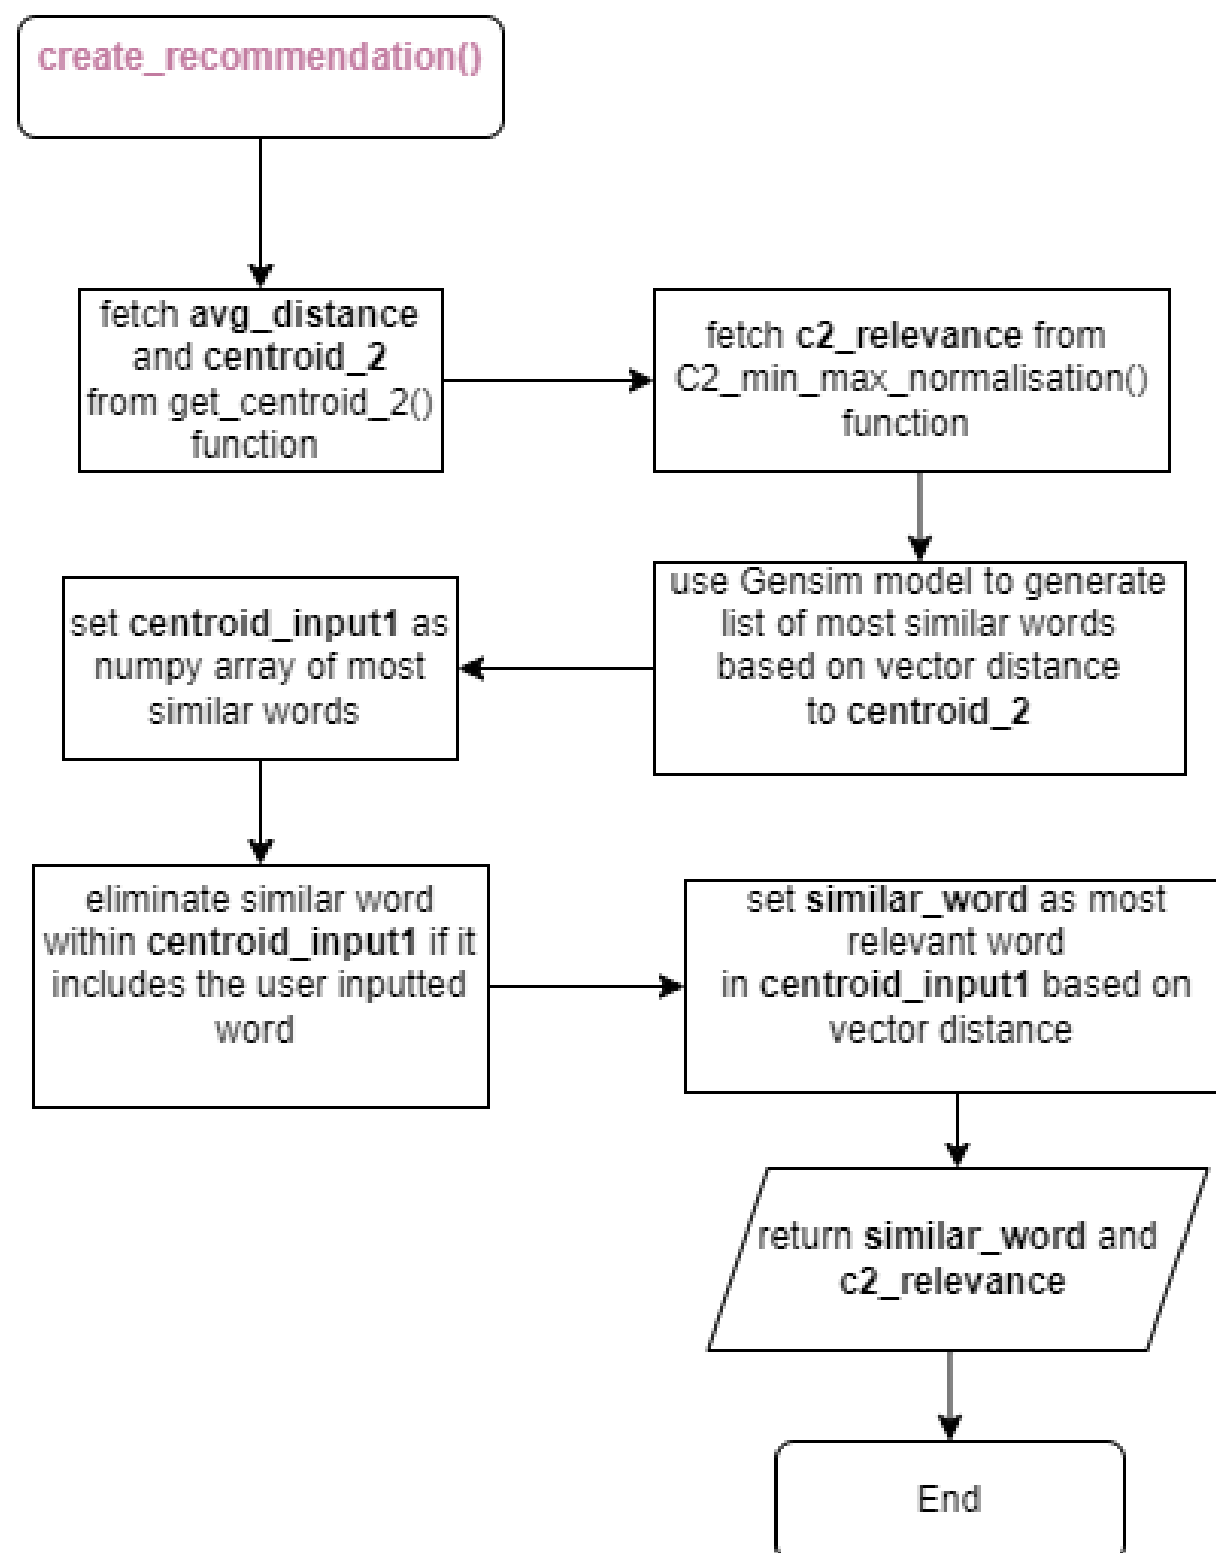 create_recommendation()
fetch avg_distance
and centroid_2
from get_centroid_2()
function
fetch c2_relevance from
C2_min_max_normalisation()
function
use Gensim model to generate
list of most similar words
based on vector distance
to centroid_2
set centroid_input1 as
numpy array of most
similar words
eliminate similar word
within centroid_input1 if it
includes the user inputted
word
set similar_word as most
relevant word
in centroid_input1 based on
vector distance
return similar_word and
c2_relevance
End